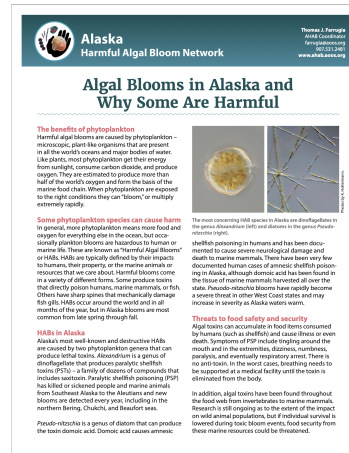 Alaska
Harmful Algal Bloom Network
Thomas J. Farrugia
AHAB Coordinator
farrugia@aoos.org
907.531.2481
www.ahab.aoos.org
Algal Blooms in Alaska and
Why Some Are Harmful
The benefits of phytoplankton
Harmful algal blooms are caused by phytoplankton –
microscopic, plant-like organisms that are present
in all the world's oceans and major bodies of water.
Like plants, most phytoplankton get their energy
from sunlight, consume carbon dioxide, and produce
oxygen. They are estimated to produce more than
half of the world's oxygen and form the basis of the
marine food chain. When phytoplankton are exposed
to the right conditions they can "bloom," or multiply
extremely rapidly.
Some phytoplankton species can cause harm
In general, more phytoplankton means more food and
oxygen for everything else in the ocean, but occa-
sionally plankton blooms are hazardous to human or
marine life. These are known as "Harmful Algal Blooms"
or HABs. HABs are typically defined by their impacts
to humans, their property, or the marine animals or
resources that we care about. Harmful blooms come
in a variety of different forms. Some produce toxins
that directly poison humans, marine mammals, or fish.
Others have sharp spines that mechanically damage
fish gills. HABs occur around the world and in all
months of the year, but in Alaska blooms are most
common from late spring through fall.
HABs in Alaska
Alaska's most well-known and destructive HABs
are caused by two phytoplankton genera that can
produce lethal toxins. Alexandrium is a genus of
dinoflagellate that produces paralytic shellfish
toxins (PSTs) – a family of dozens of compounds that
includes saxitoxin. Paralytic shellfish poisoning (PSP)
has killed or sickened people and marine animals
from Southeast Alaska to the Aleutians and new
blooms are detected every year, including in the
northern Bering, Chukchi, and Beaufort seas.
Pseudo-nitzschia is a genus of diatom that can produce
the toxin domoic acid. Domoic acid causes amnesic
The most concerning HAB species in Alaska are dinoflagellates in
the genus Alexandrium (left) and diatoms in the genus Pseudo-
nitzschia (right).
shellfish poisoning in humans and has been docu-
mented to cause severe neurological damage and
death to marine mammals. There have been very few
documented human cases of amnesic shellfish poison-
ing in Alaska, although domoic acid has been found in
the tissue of marine mammals harvested all over the
state. Pseudo-nitzschia blooms have rapidly become
a severe threat in other West Coast states and may
increase in severity as Alaska waters warm.
Threats to food safety and security
Algal toxins can accumulate in food items consumed
by humans (such as shellfish) and cause illness or even
death. Symptoms of PSP include tingling around the
mouth and in the extremities, dizziness, numbness,
paralysis, and eventually respiratory arrest. There is
no anti-toxin. In the worst cases, breathing needs to
be supported at a medical facility until the toxin is
eliminated from the body.
In addition, algal toxins have been found throughout
the food web from invertebrates to marine mammals.
Research is still ongoing as to the extent of the impact
on wild animal populations, but if individual survival is
lowered during toxic bloom events, food security from
these marine resources could be threatened.